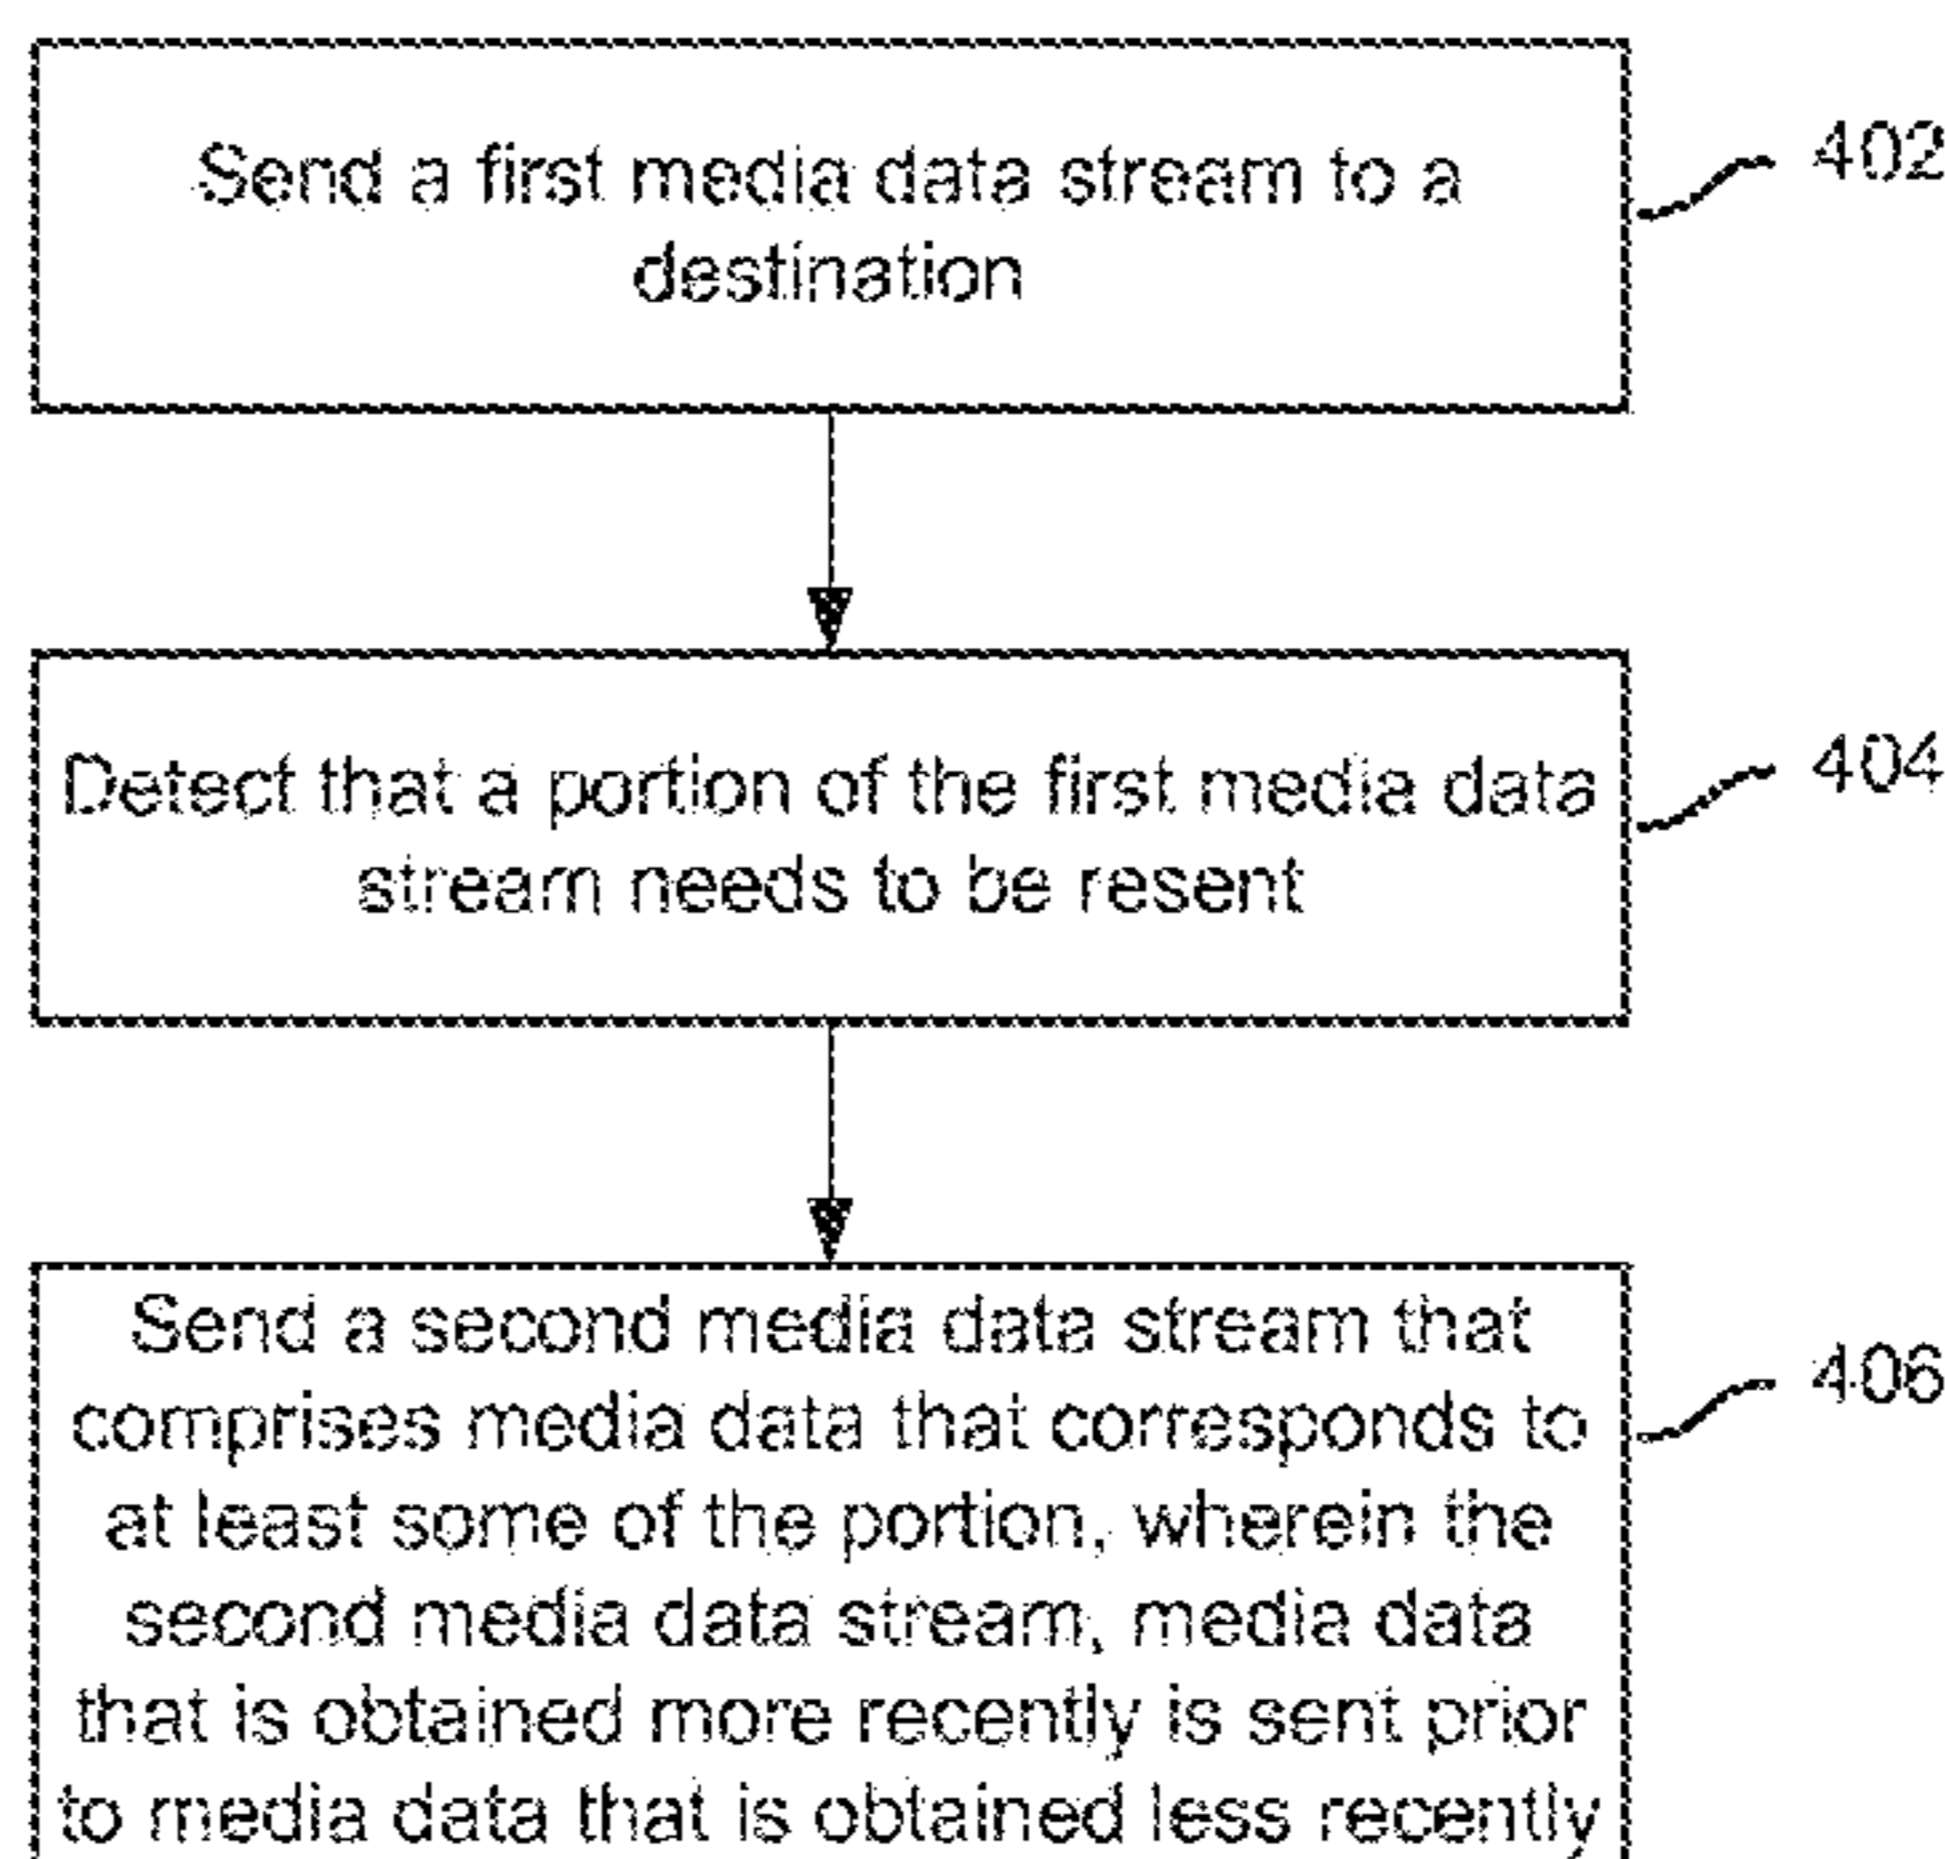 Send a first media data stream to a
destination
402
Detect that a portion of the first media data
stream needs to be resent
404
Send a second media data stream that
comprises media data that corresponds to
at least some of the portion, wherein the
second media data stream, media data
that is obtained more recently is sent prior
to media data that is obtained less recently
406